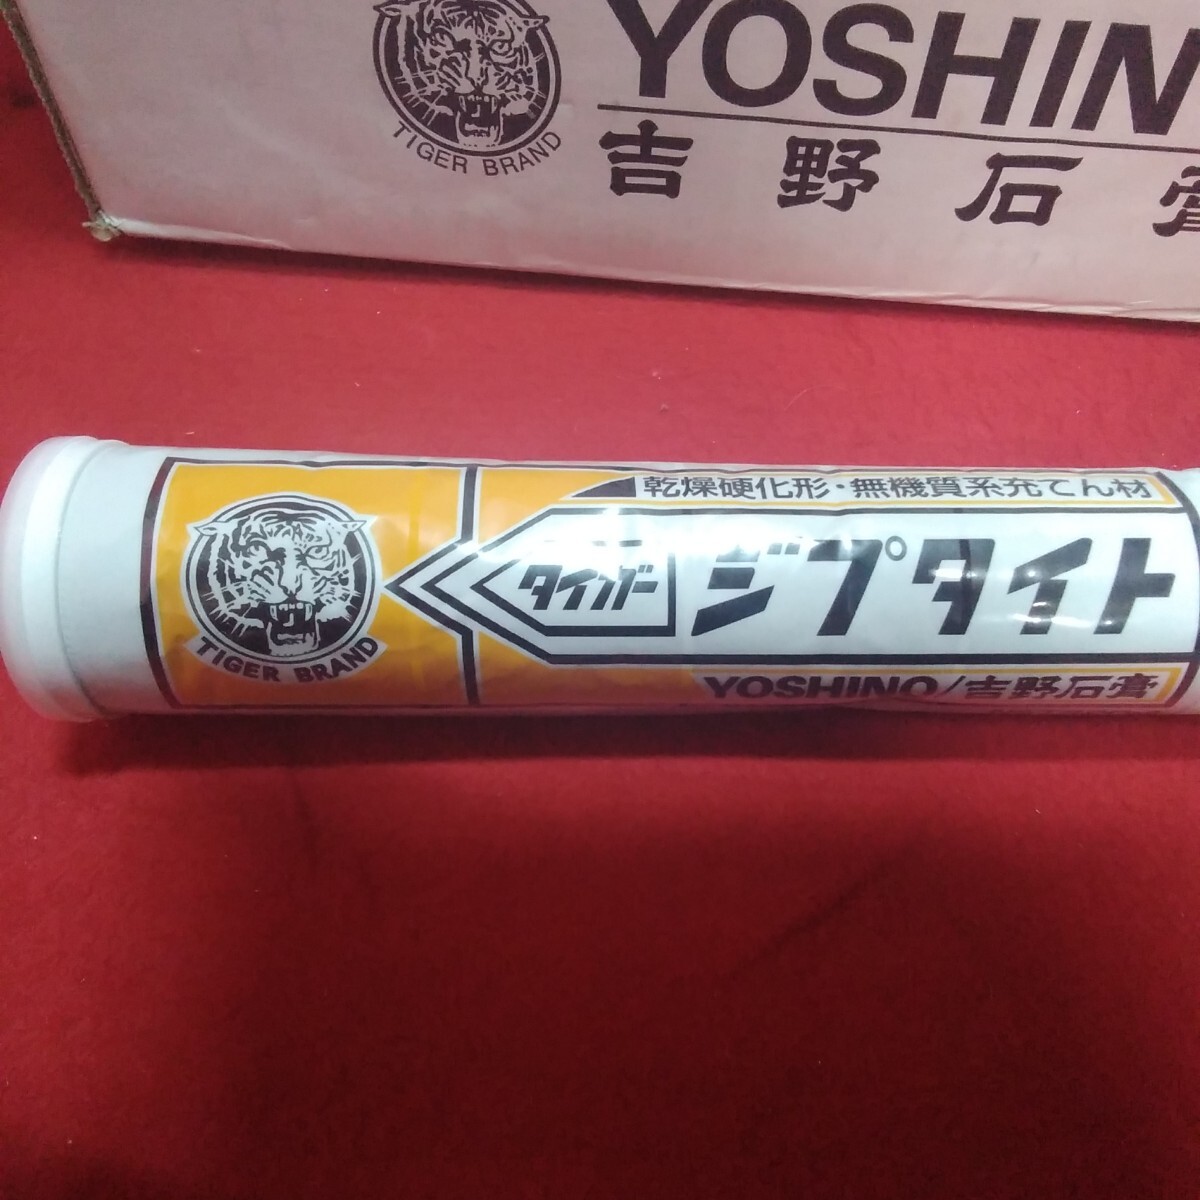 YOSHIN
TIGER BRAND
吉野石膏
乾燥硬化形・無機質系充てん材
タイガー ジプタイト
TIGER BRAND
YOSHINO/吉野石膏